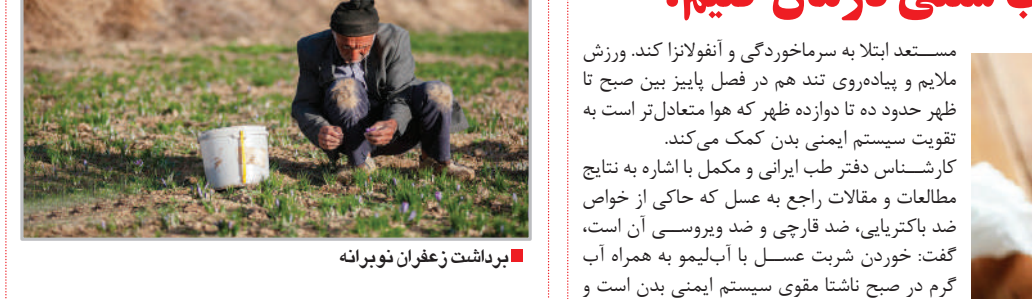 درمان کنیم؟
مستعد ابتلا به سرماخوردگی و آنفولانزا کند. ورزش
ملایم و پیاده‌روی تند هم در فصل پاییز بین صبح تا
ظهر حدود ده تا دوازده ظهر که هوا متعادل‌تر است به
تقویت سیستم ایمنی بدن کمک می‌کند.
کارشناس دفتر طب ایرانی و مکمل با اشاره به نتایج
مطالعات و مقالات راجع به عسل که حاکی از خواص
ضد باکتریایی، ضد قارچی و ضد ویروسی آن است،
گفت: خوردن شربت عسل با آب‌لیمو به همراه آب
گرم در صبح ناشتا مقوی سیستم ایمنی بدن است و
برداشت زعفران نوبرانه